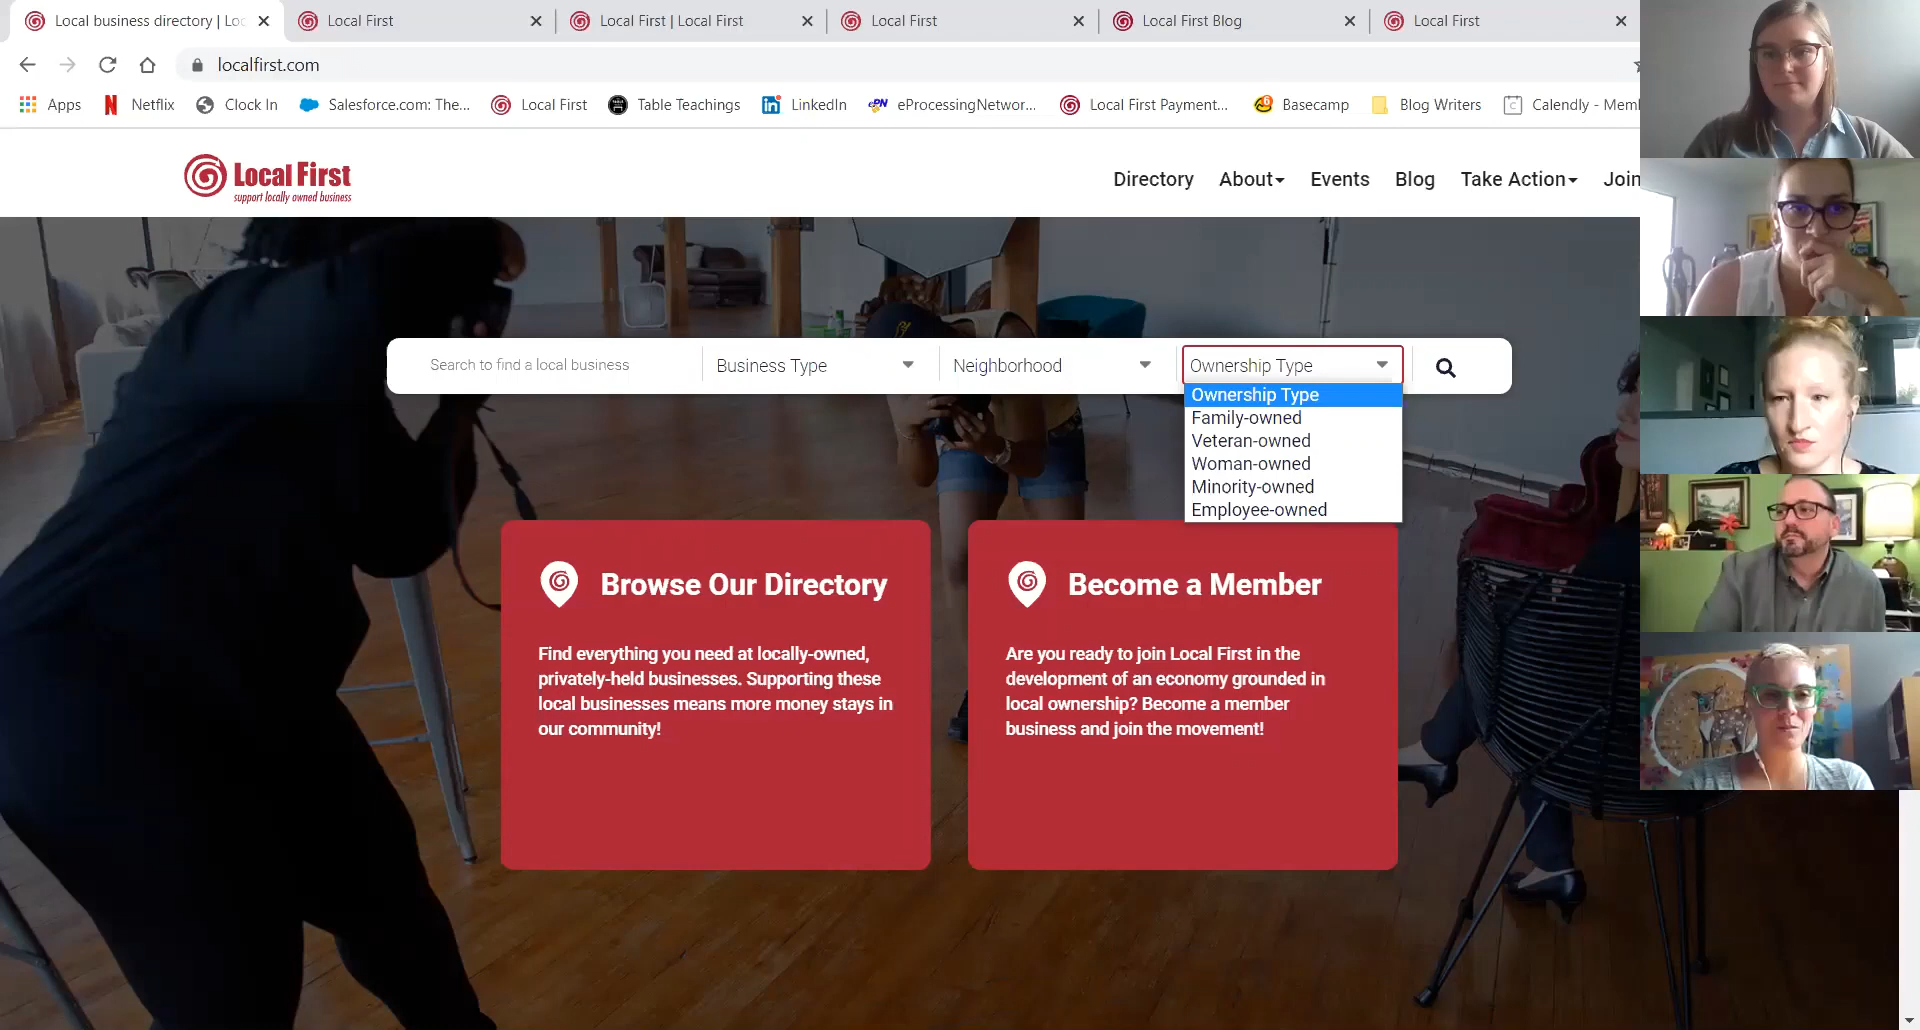 Local business directory | Loc
Local First
Local First | Local First
Local First
Local First Blog
Local First
localfirst.com
Apps
Netflix
Clock In
Salesforce.com: The...
Local First
Table Teachings
LinkedIn
eProcessingNetwor...
Local First Payment...
Basecamp
Blog Writers
Calendly - Mem
Local First
support locally owned business
Directory
About
Events
Blog
Take Action
Join
Search to find a local business
Business Type
Neighborhood
Ownership Type
Ownership Type
Family-owned
Veteran-owned
Woman-owned
Minority-owned
Employee-owned
Browse Our Directory
Find everything you need at locally-owned,
privately-held businesses. Supporting these
local businesses means more money stays in
our community!
Become a Member
Are you ready to join Local First in the
development of an economy grounded in
local ownership? Become a member
business and join the movement!